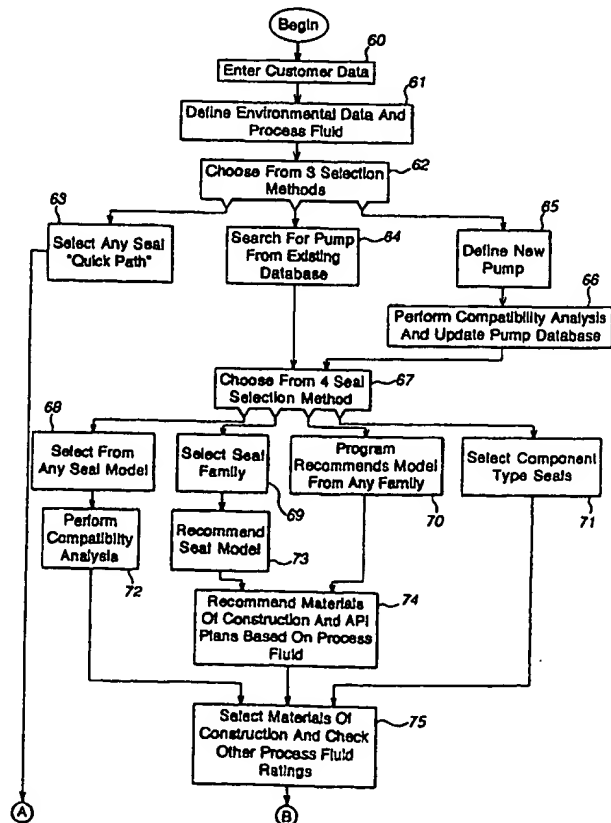 Begin
60
Enter Customer Data
61
Define Environmental Data And
Process Fluid
62
Choose From 3 Selection
Methods
63
Select Any Seal
"Quick Path"
Search For Pump
From Existing
Database
64
65
Define New
Pump
66
Perform Compatibility Analysis
And Update Pump Database
Choose From 4 Seal
Selection Method
67
68
Select From
Any Seal Model
Select Seal
Family
69
Program
Recommends Model
From Any Family
70
Select Component
Type Seals
71
Perform
Compatibility
Analysis
72
Recommend
Seal Model
73
Recommend Materials
Of Construction And API
Plans Based On Process
Fluid
74
Select Materials Of
Construction And Check
Other Process Fluid
Ratings
75
A
B